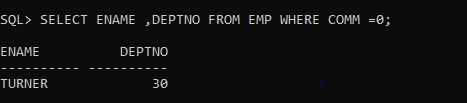 SQL> SELECT ENAME ,DEPTNO FROM EMP WHERE COMM =0;
ENAME          DEPTNO
---------- ----------
TURNER             30